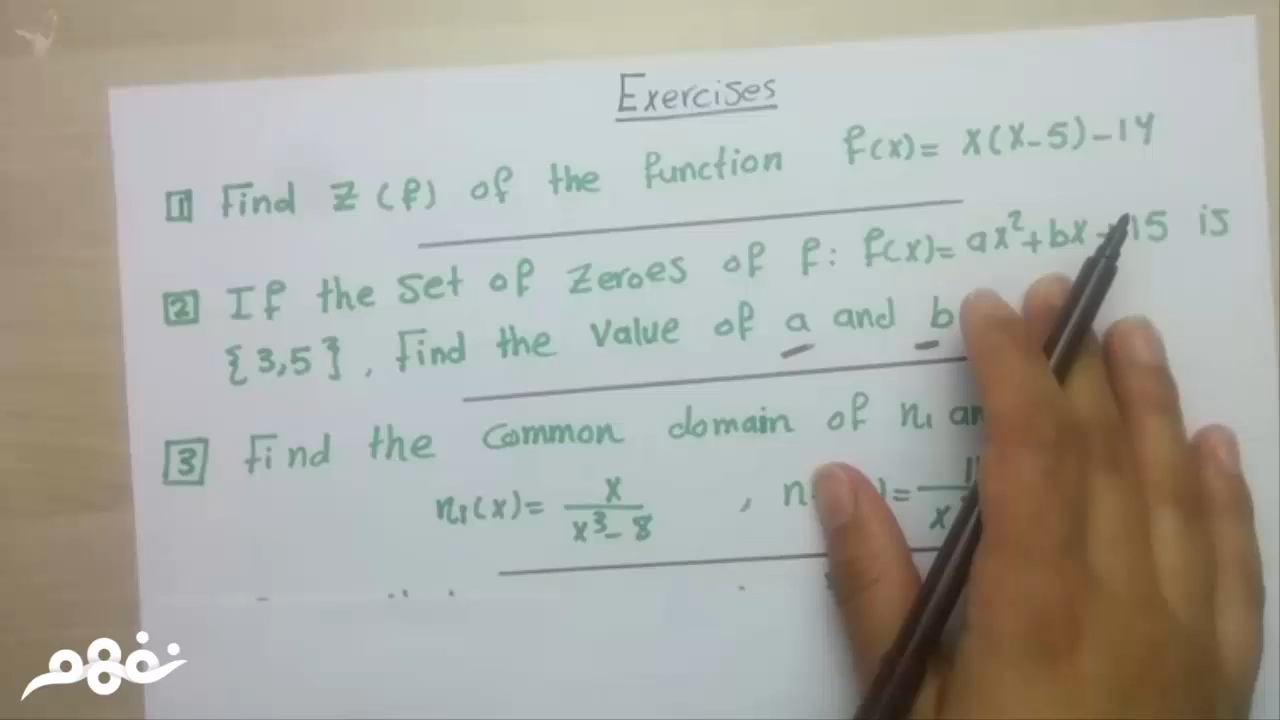 Exercises
1 Find Z(f) of the function f(x)= x(x-5)-14
2 If the set of zeroes of f: f(x)= ax²+bx+15 is
{3,5}, Find the value of a and b
3 Find the common domain of n₁
n₁(x)= x/(x³-8) , n
نفهم